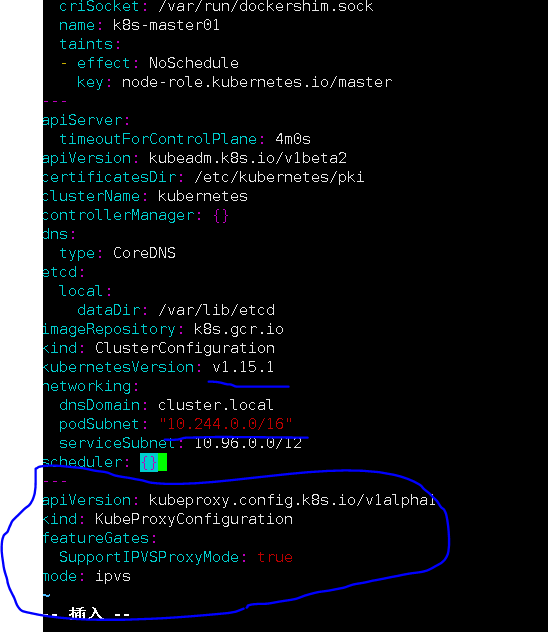 criSocket: /var/run/dockershim.sock
name: k8s-master01
taints:
- effect: NoSchedule
key: node-role.kubernetes.io/master
---
apiServer:
timeoutForControlPlane: 4m0s
apiVersion: kubeadm.k8s.io/v1beta2
certificatesDir: /etc/kubernetes/pki
clusterName: kubernetes
controllerManager: {}
dns:
type: CoreDNS
etcd:
local:
dataDir: /var/lib/etcd
imageRepository: k8s.gcr.io
kind: ClusterConfiguration
kubernetesVersion: v1.15.1
networking:
dnsDomain: cluster.local
podSubnet: "10.244.0.0/16"
serviceSubnet: 10.96.0.0/12
scheduler: {}
---
apiVersion: kubeproxy.config.k8s.io/v1alpha1
kind: KubeProxyConfiguration
featureGates:
SupportIPVSProxyMode: true
mode: ipvs
~
-- 插入 --